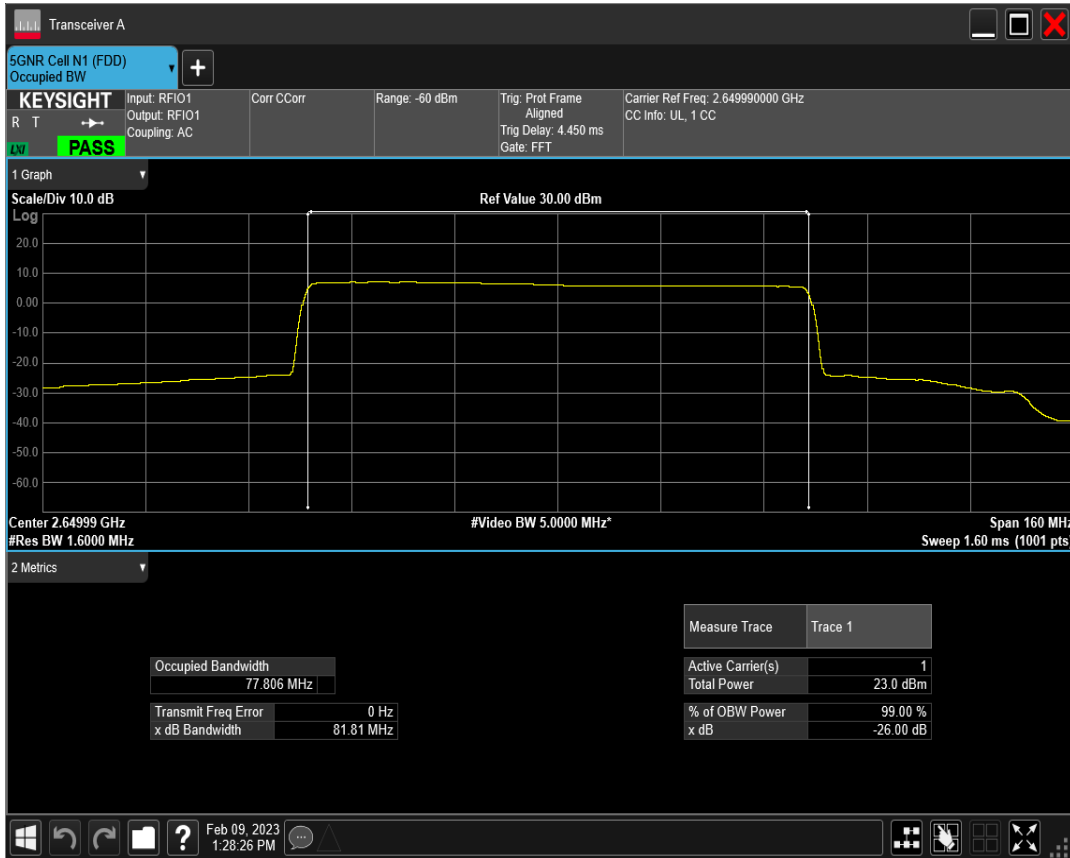 Transceiver A
5GNR Cell N1 (FDD)
Occupied BW
KEYSIGHT
R T
LXI
PASS
Input: RFIO1
Output: RFIO1
Coupling: AC
Corr CCorr
Range: -60 dBm
Trig: Prot Frame
Aligned
Trig Delay: 4.450 ms
Gate: FFT
Carrier Ref Freq: 2.649990000 GHz
CC Info: UL, 1 CC
1 Graph
Scale/Div 10.0 dB
Ref Value 30.00 dBm
Log
20.0
10.0
0.00
-10.0
-20.0
-30.0
-40.0
-50.0
-60.0
Center 2.64999 GHz
#Video BW 5.0000 MHz*
Span 160 MHz
#Res BW 1.6000 MHz
Sweep 1.60 ms (1001 pts)
2 Metrics
Measure Trace Trace 1
Occupied Bandwidth
77.806 MHz
Transmit Freq Error 0 Hz
x dB Bandwidth 81.81 MHz
Active Carrier(s) 1
Total Power 23.0 dBm
% of OBW Power 99.00 %
x dB -26.00 dB
Feb 09, 2023
1:28:26 PM